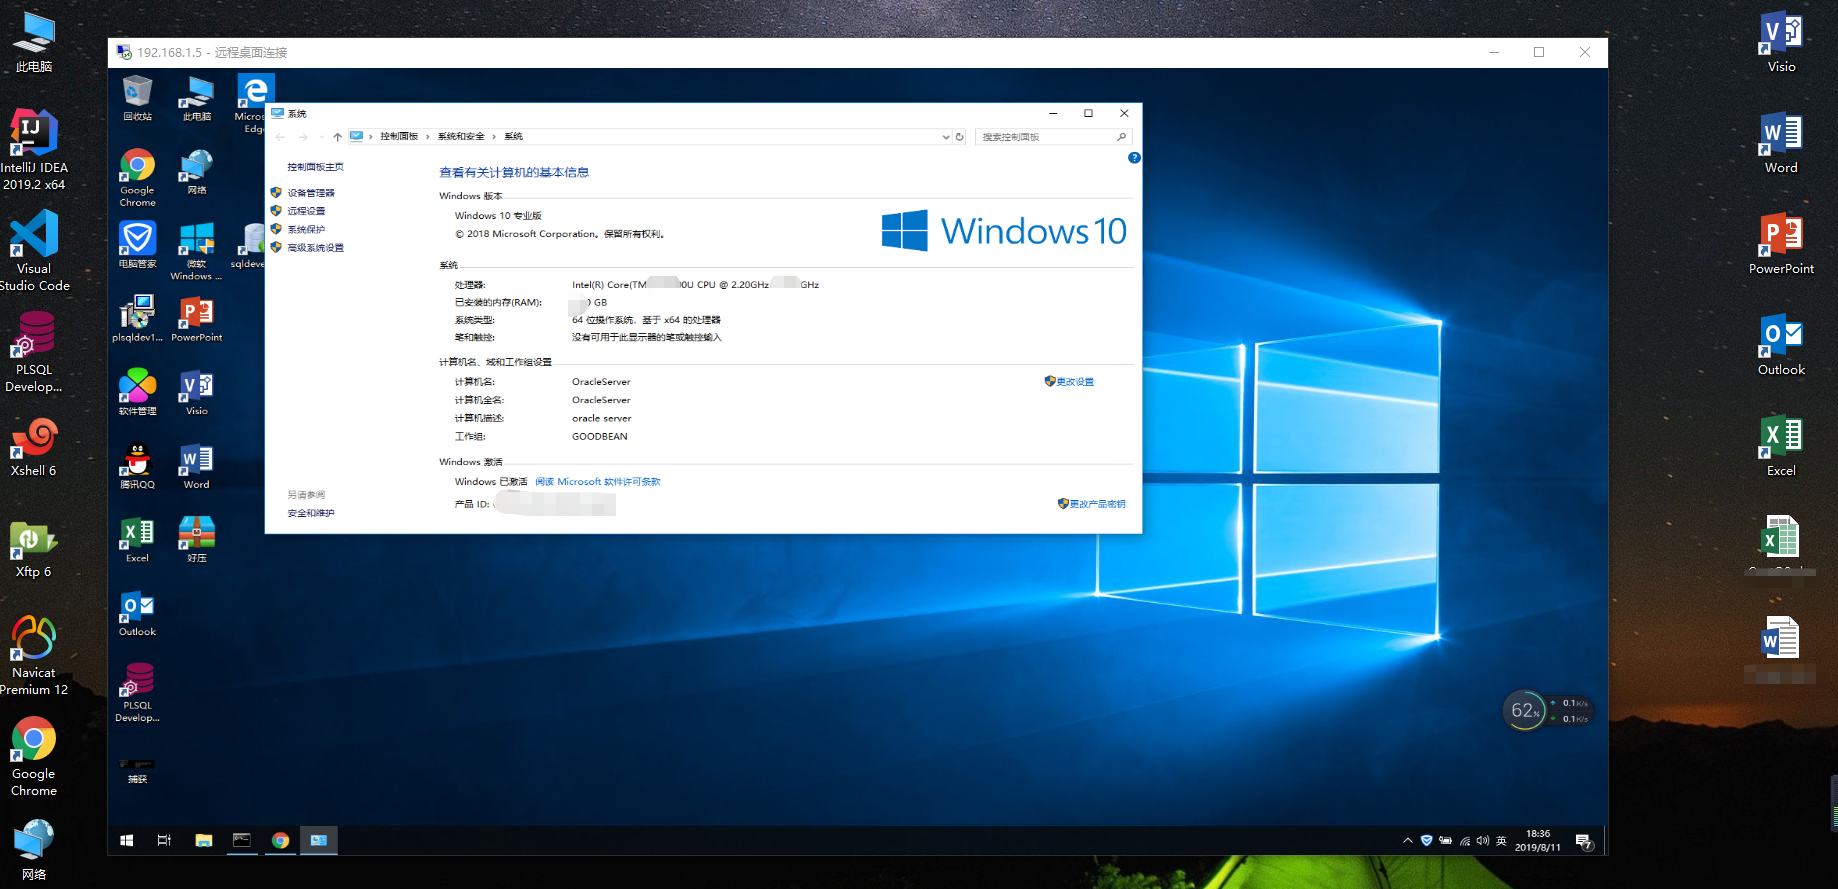 此电脑
IntelliJ IDEA
2019.2 x64
Visual
Studio Code
PLSQL
Develop...
Xshell 6
Xftp 6
Navicat
Premium 12
Google
Chrome
网络
192.168.1.5 - 远程桌面连接
回收站
此电脑
Micros
Edge
Google
Chrome
网络
电脑管家
微软
Windows ...
sqldeve
plsqldev1...
PowerPoint
软件管理
Visio
腾讯QQ
Word
Excel
好压
Outlook
PLSQL
Develop...
捕获
系统
控制面板 › 系统和安全 › 系统
搜索控制面板
控制面板主页
设备管理器
远程设置
系统保护
高级系统设置
另请参阅
安全和维护
查看有关计算机的基本信息
Windows 版本
Windows 10 专业版
© 2018 Microsoft Corporation。保留所有权利。
Windows 10
系统
处理器: Intel(R) Core(TM 00U CPU @ 2.20GHz GHz
已安装的内存(RAM): GB
系统类型: 64 位操作系统, 基于 x64 的处理器
笔和触控: 没有可用于此显示器的笔或触控输入
计算机名、域和工作组设置
计算机名: OracleServer
更改设置
计算机全名: OracleServer
计算机描述: oracle server
工作组: GOODBEAN
Windows 激活
Windows 已激活 阅读 Microsoft 软件许可条款
产品 ID:
更改产品密钥
62%
0.1K/s
0.1K/s
英
18:36
2019/8/11
7
Visio
Word
PowerPoint
Outlook
Excel